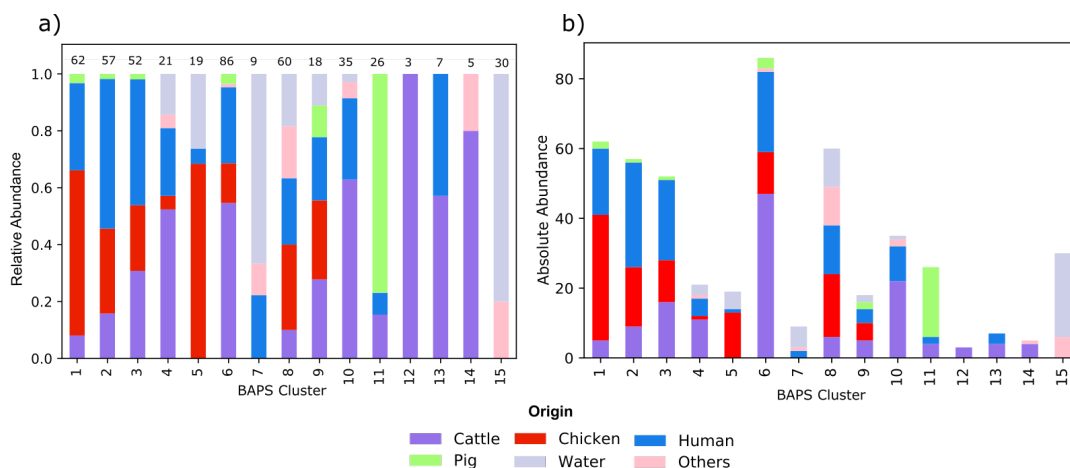 a)
62 57 52 21 19 86 9 60 18 35 26 3 7 5 30
1.0
0.8
0.6
0.4
0.2
0.0
Relative Abundance
1 2 3 4 5 6 7 8 9 10 11 12 13 14 15
BAPS Cluster
b)
80
60
40
20
0
Absolute Abundance
1 2 3 4 5 6 7 8 9 10 11 12 13 14 15
BAPS Cluster
Origin
Cattle Chicken Human
Pig Water Others